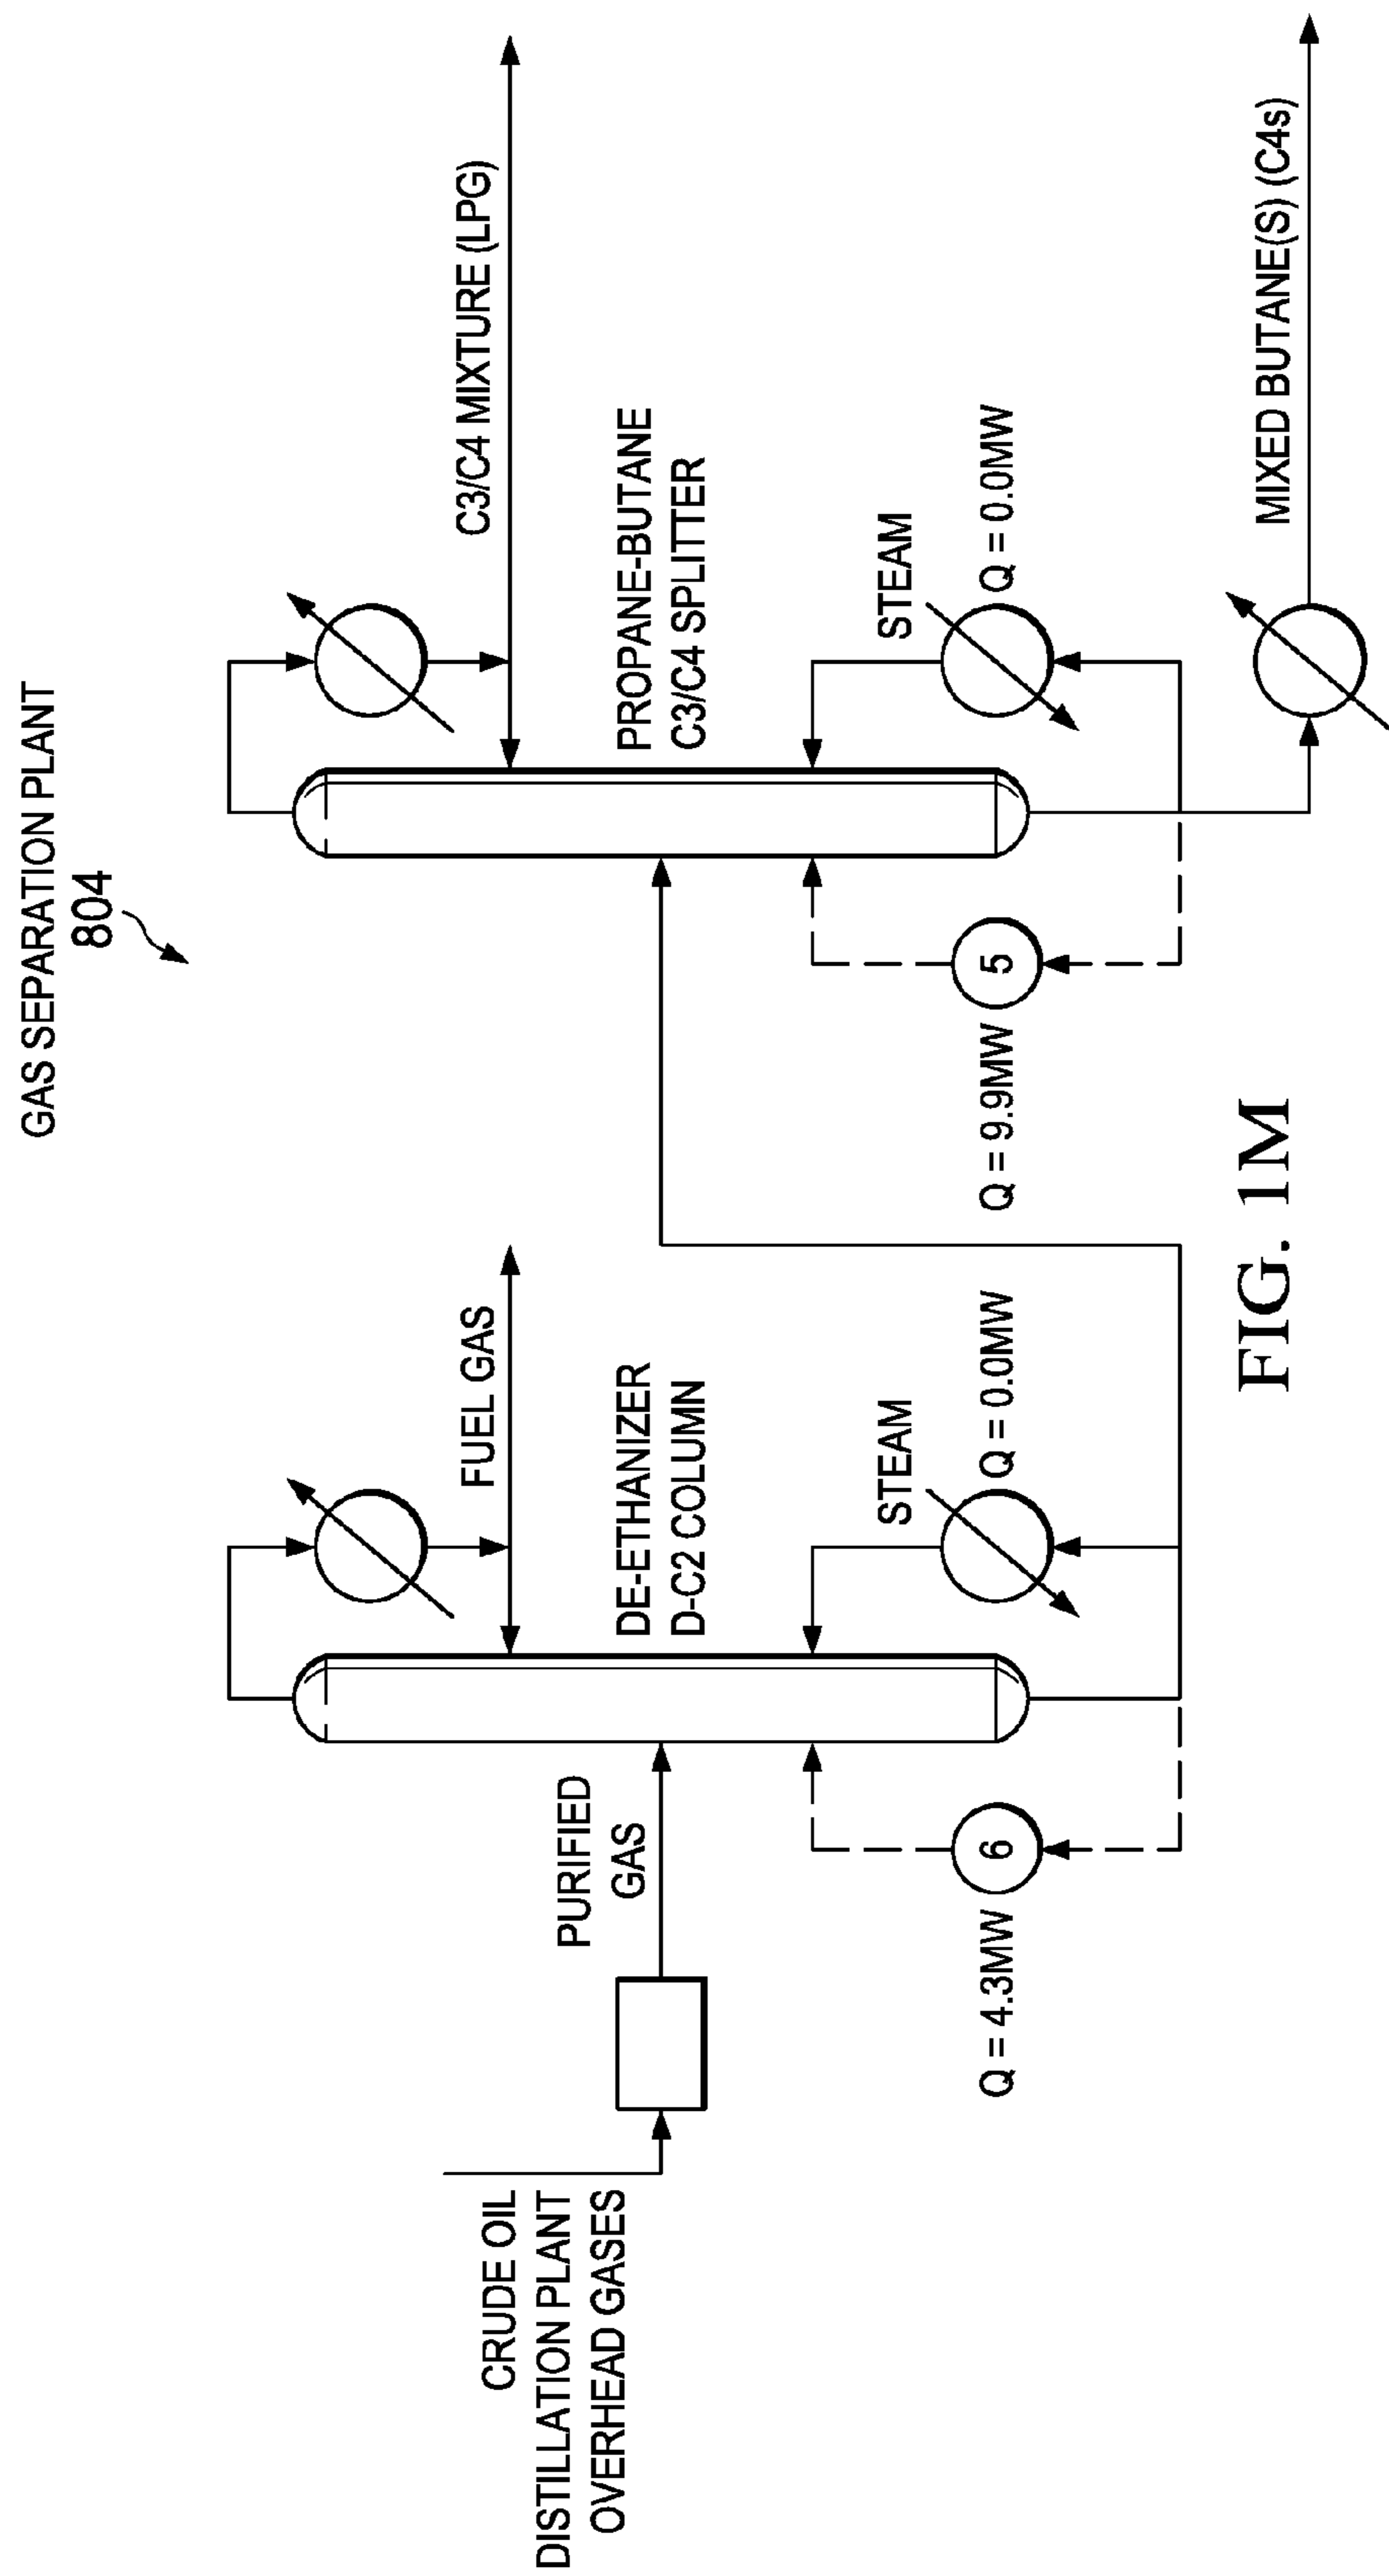 GAS SEPARATION PLANT
804
CRUDE OIL
DISTILLATION PLANT
OVERHEAD GASES
PURIFIED
GAS
FUEL GAS
DE-ETHANIZER
D-C2 COLUMN
STEAM
Q = 0.0MW
6
Q = 4.3MW
C3/C4 MIXTURE (LPG)
PROPANE-BUTANE
C3/C4 SPLITTER
STEAM
Q = 0.0MW
5
Q = 9.9MW
MIXED BUTANE(S) (C4s)
FIG. 1M